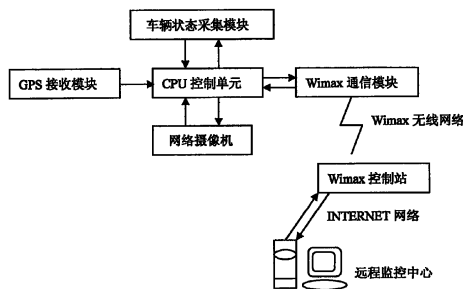 车辆状态采集模块
GPS 接收模块
CPU 控制单元
Wimax 通信模块
网络摄像机
Wimax 无线网络
Wimax 控制站
INTERNET 网络
远程监控中心